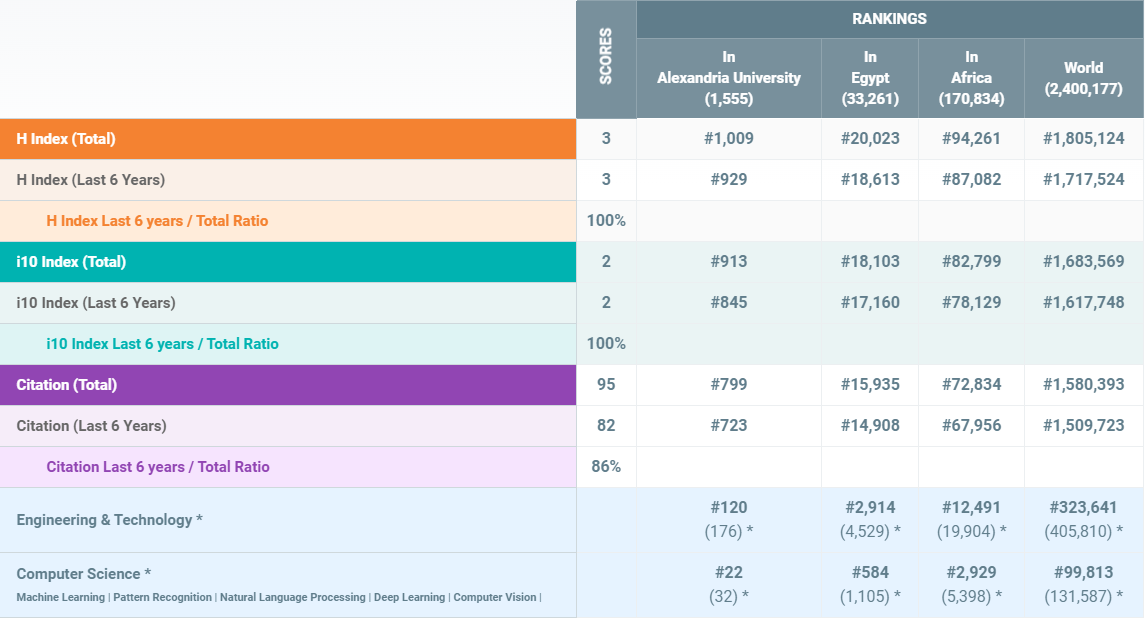 SCORES
RANKINGS
In
Alexandria University
(1,555)
In
Egypt
(33,261)
In
Africa
(170,834)
World
(2,400,177)
H Index (Total) 3 #1,009 #20,023 #94,261 #1,805,124
H Index (Last 6 Years) 3 #929 #18,613 #87,082 #1,717,524
H Index Last 6 years / Total Ratio 100%
i10 Index (Total) 2 #913 #18,103 #82,799 #1,683,569
i10 Index (Last 6 Years) 2 #845 #17,160 #78,129 #1,617,748
i10 Index Last 6 years / Total Ratio 100%
Citation (Total) 95 #799 #15,935 #72,834 #1,580,393
Citation (Last 6 Years) 82 #723 #14,908 #67,956 #1,509,723
Citation Last 6 years / Total Ratio 86%
Engineering & Technology *
#120 #2,914 #12,491 #323,641
(176) * (4,529) * (19,904) * (405,810) *
Computer Science *
Machine Learning | Pattern Recognition | Natural Language Processing | Deep Learning | Computer Vision |
#22 #584 #2,929 #99,813
(32) * (1,105) * (5,398) * (131,587) *